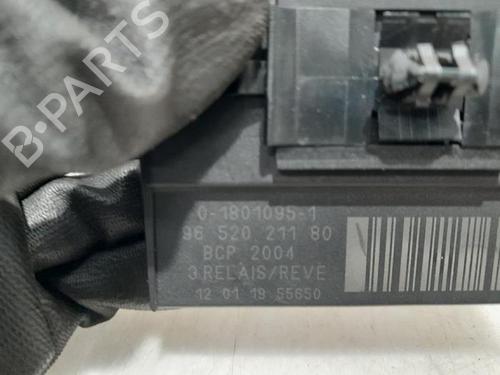 B-PARTS
0-1801095-1
96 520 211 80
BCP 2004
3 RELAIS/REVE
12 01 19 55650